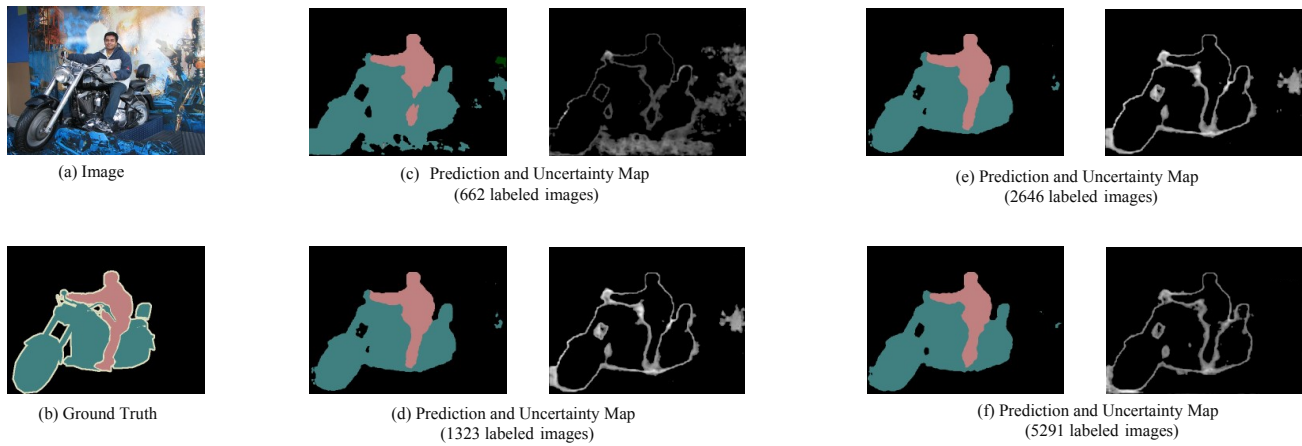 (a) Image
(c) Prediction and Uncertainty Map
(662 labeled images)
(e) Prediction and Uncertainty Map
(2646 labeled images)
(b) Ground Truth
(d) Prediction and Uncertainty Map
(1323 labeled images)
(f) Prediction and Uncertainty Map
(5291 labeled images)